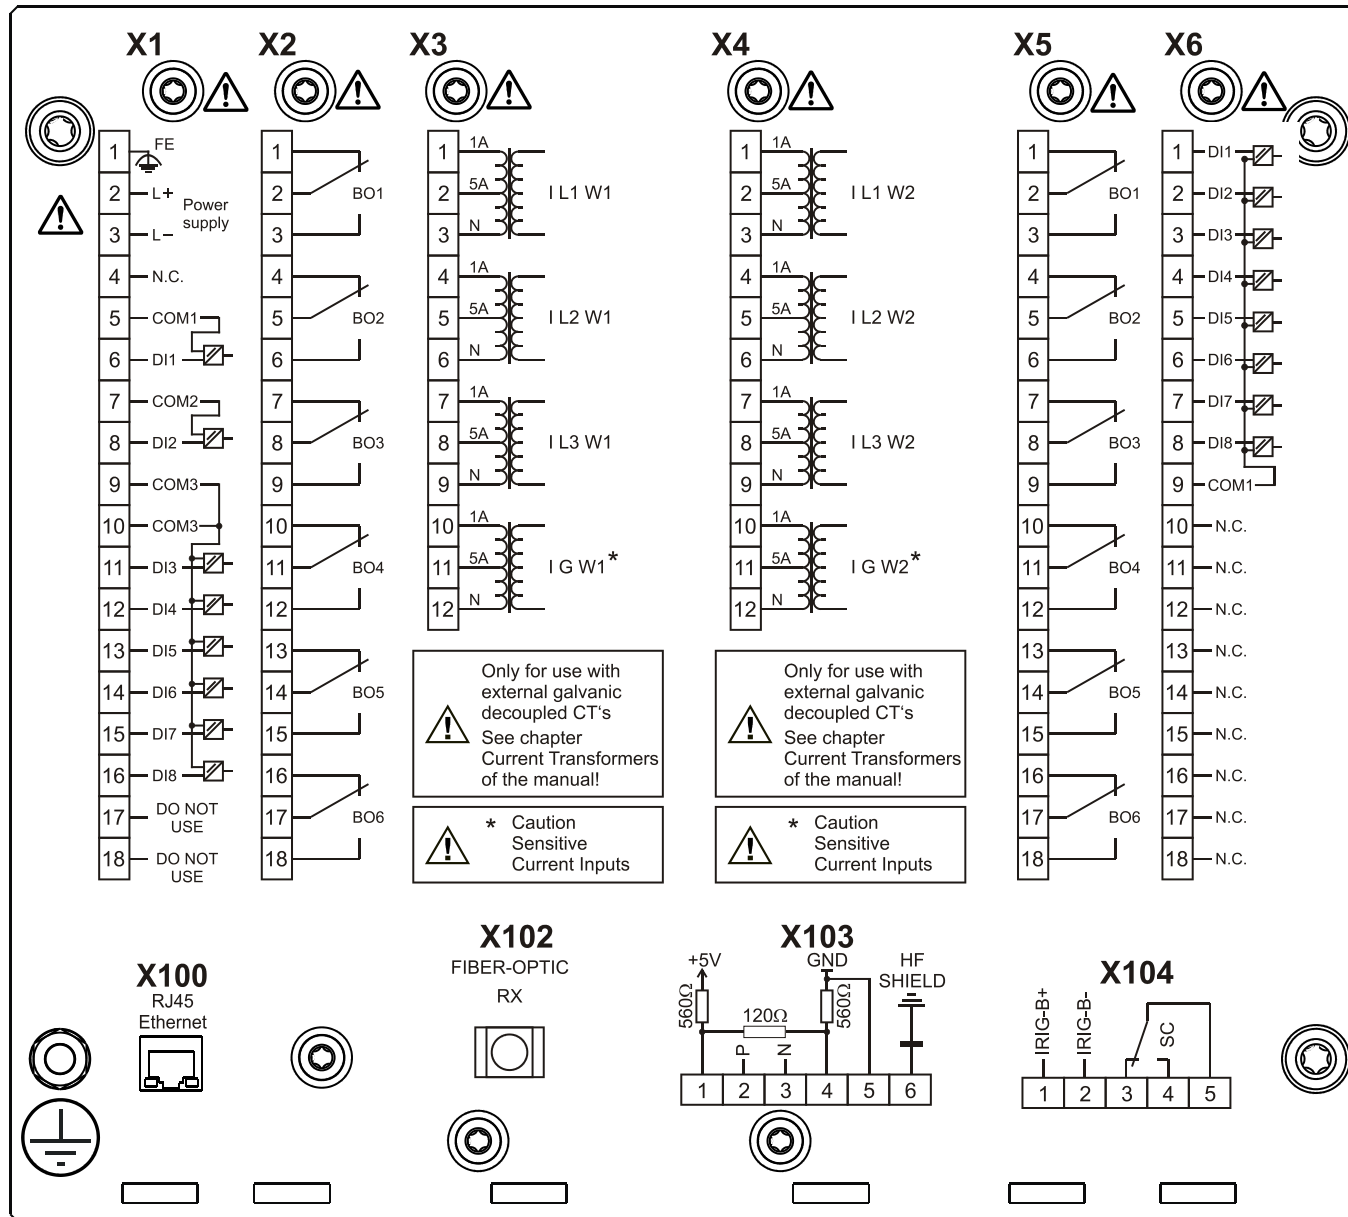 X1 X2 X3 X4 X5 X6
1 FE
2 L+ Power supply
3 L−
4 N.C.
5 COM1
6 DI1
7 COM2
8 DI2
9 COM3
10 COM3
11 DI3
12 DI4
13 DI5
14 DI6
15 DI7
16 DI8
17 DO NOT USE
18 DO NOT USE
1
2 BO1
3
4
5 BO2
6
7
8 BO3
9
10
11 BO4
12
13
14 BO5
15
16
17 BO6
18
1 1A
2 5A I L1 W1
3 N
4 1A
5 5A I L2 W1
6 N
7 1A
8 5A I L3 W1
9 N
10 1A
11 5A I G W1*
12 N
Only for use with
external galvanic
decoupled CT‘s
See chapter
Current Transformers
of the manual!
* Caution
Sensitive
Current Inputs
1 1A
2 5A I L1 W2
3 N
4 1A
5 5A I L2 W2
6 N
7 1A
8 5A I L3 W2
9 N
10 1A
11 5A I G W2*
12 N
Only for use with
external galvanic
decoupled CT‘s
See chapter
Current Transformers
of the manual!
* Caution
Sensitive
Current Inputs
1
2 BO1
3
4
5 BO2
6
7
8 BO3
9
10
11 BO4
12
13
14 BO5
15
16
17 BO6
18
1 DI1
2 DI2
3 DI3
4 DI4
5 DI5
6 DI6
7 DI7
8 DI8
9 COM1
10 N.C.
11 N.C.
12 N.C.
13 N.C.
14 N.C.
15 N.C.
16 N.C.
17 N.C.
18 N.C.
X100
RJ45
Ethernet
X102
FIBER-OPTIC
RX
X103
+5V GND HF
SHIELD
560Ω 120Ω 560Ω
P N
1 2 3 4 5 6
X104
IRIG-B+ IRIG-B- SC
1 2 3 4 5